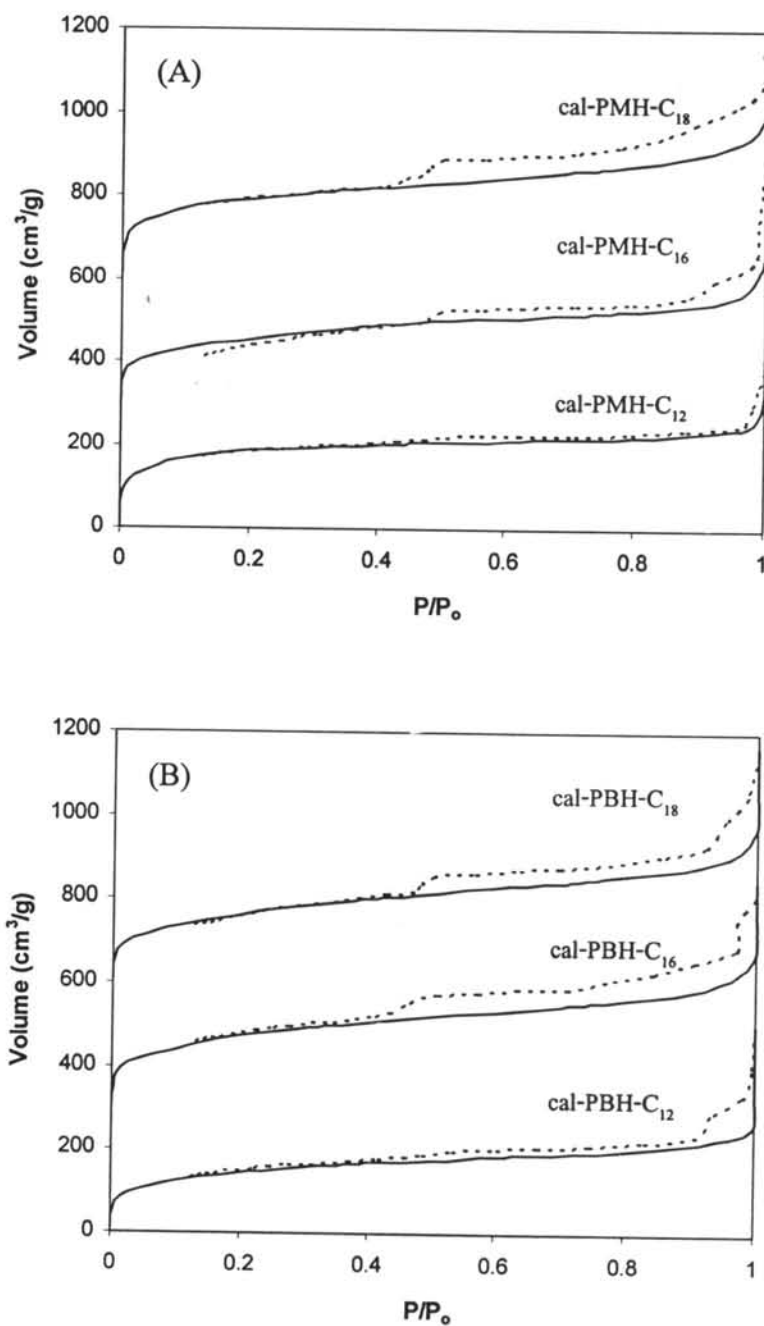 1200
(A)
1000
cal-PMH-C₁₈
800
Volume (cm³/g)
cal-PMH-C₁₆
600
400
cal-PMH-C₁₂
200
0
0 0.2 0.4 0.6 0.8 1
P/Pₒ
1200
(B)
1000
cal-PBH-C₁₈
800
Volume (cm³/g)
cal-PBH-C₁₆
600
400
cal-PBH-C₁₂
200
0
0 0.2 0.4 0.6 0.8 1
P/Pₒ